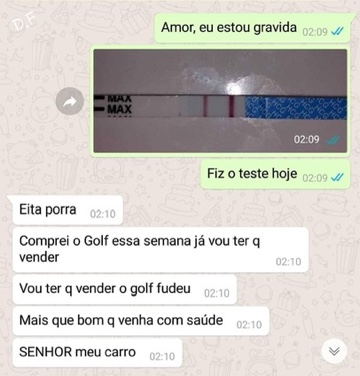 D.F
Amor, eu estou gravida 02:09
MAX
MAX
02:09
Fiz o teste hoje 02:09
Eita porra 02:10
Comprei o Golf essa semana já vou ter q
vender 02:10
Vou ter q vender o golf fudeu 02:10
Mais que bom q venha com saúde 02:10
SENHOR meu carro 02:10